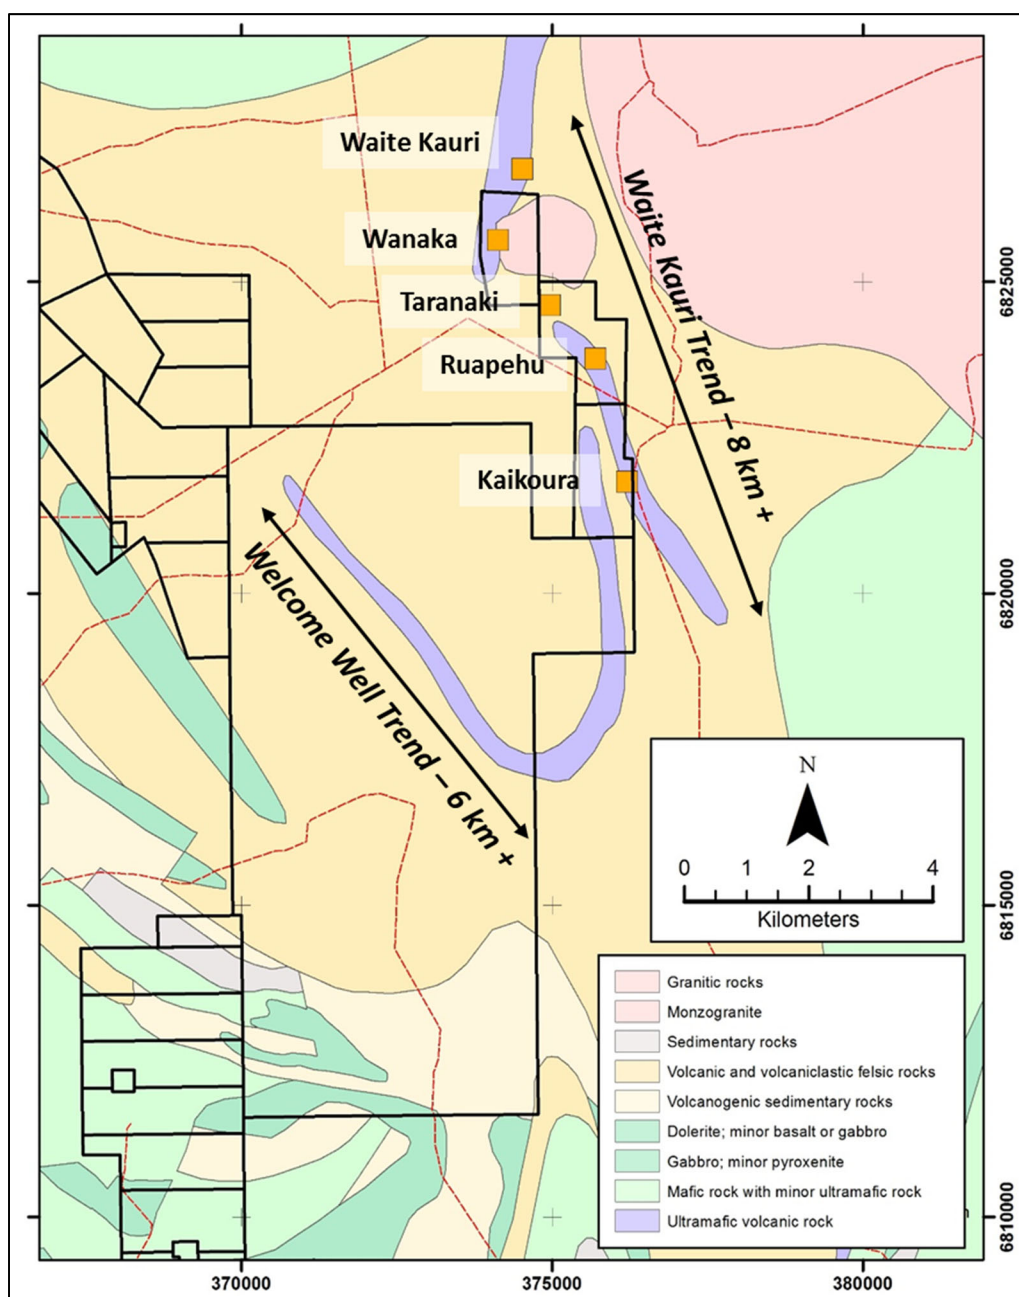 Waite Kauri
Wanaka
Taranaki
Ruapehu
Kaikoura
Waite Kauri Trend – 8 km +
Welcome Well Trend – 6 km +
6825000
6820000
6815000
6810000
N
0 2 4
Kilometers
Granitic rocks
Monzogranite
Sedimentary rocks
Volcanic and volcaniclastic felsic rocks
Volcanogenic sedimentary rocks
Dolerite; minor basalt or gabbro
Gabbro; minor pyroxenite
Mafic rock with minor ultramafic rock
Ultramafic volcanic rock
370000 375000 380000